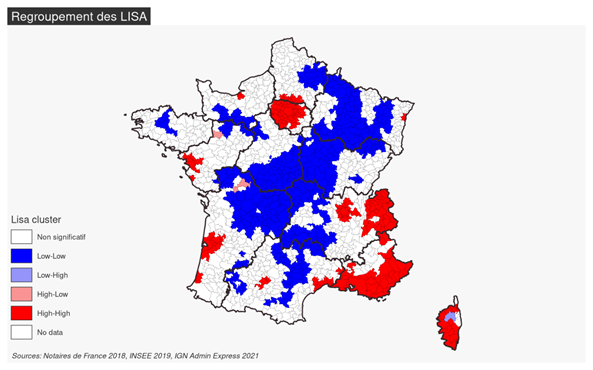 Regroupement des LISA
Lisa cluster
Non significatif
Low-Low
Low-High
High-Low
High-High
No data
Sources: Notaires de France 2018, INSEE 2019, IGN Admin Express 2021